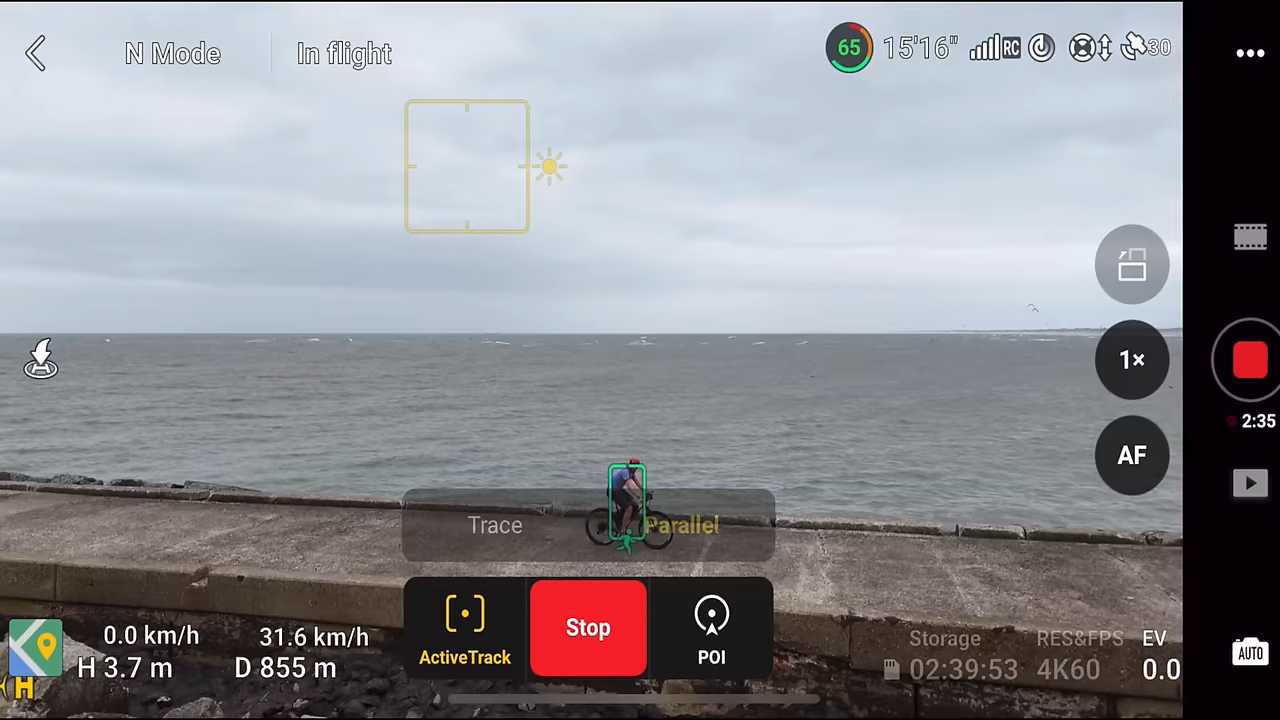 N Mode
In flight
65
15'16"
RC
30
1×
2:35
AF
Trace
Parallel
Stop
ActiveTrack
POI
0.0 km/h
31.6 km/h
H 3.7 m
D 855 m
H
Storage
RES&FPS
EV
02:39:53
4K60
0.0
AUTO